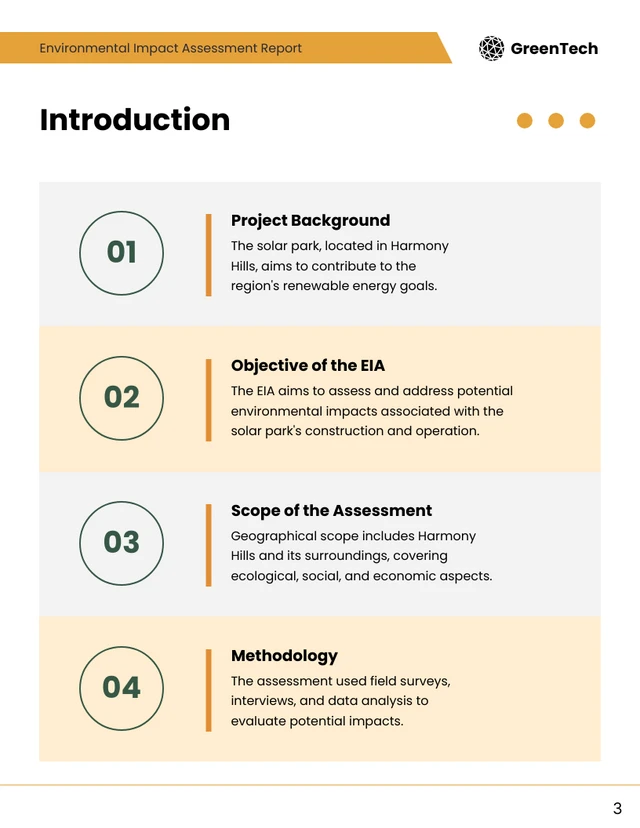 Environmental Impact Assessment Report
GreenTech
Introduction
01
Project Background
The solar park, located in Harmony
Hills, aims to contribute to the
region's renewable energy goals.
02
Objective of the EIA
The EIA aims to assess and address potential
environmental impacts associated with the
solar park's construction and operation.
03
Scope of the Assessment
Geographical scope includes Harmony
Hills and its surroundings, covering
ecological, social, and economic aspects.
04
Methodology
The assessment used field surveys,
interviews, and data analysis to
evaluate potential impacts.
3